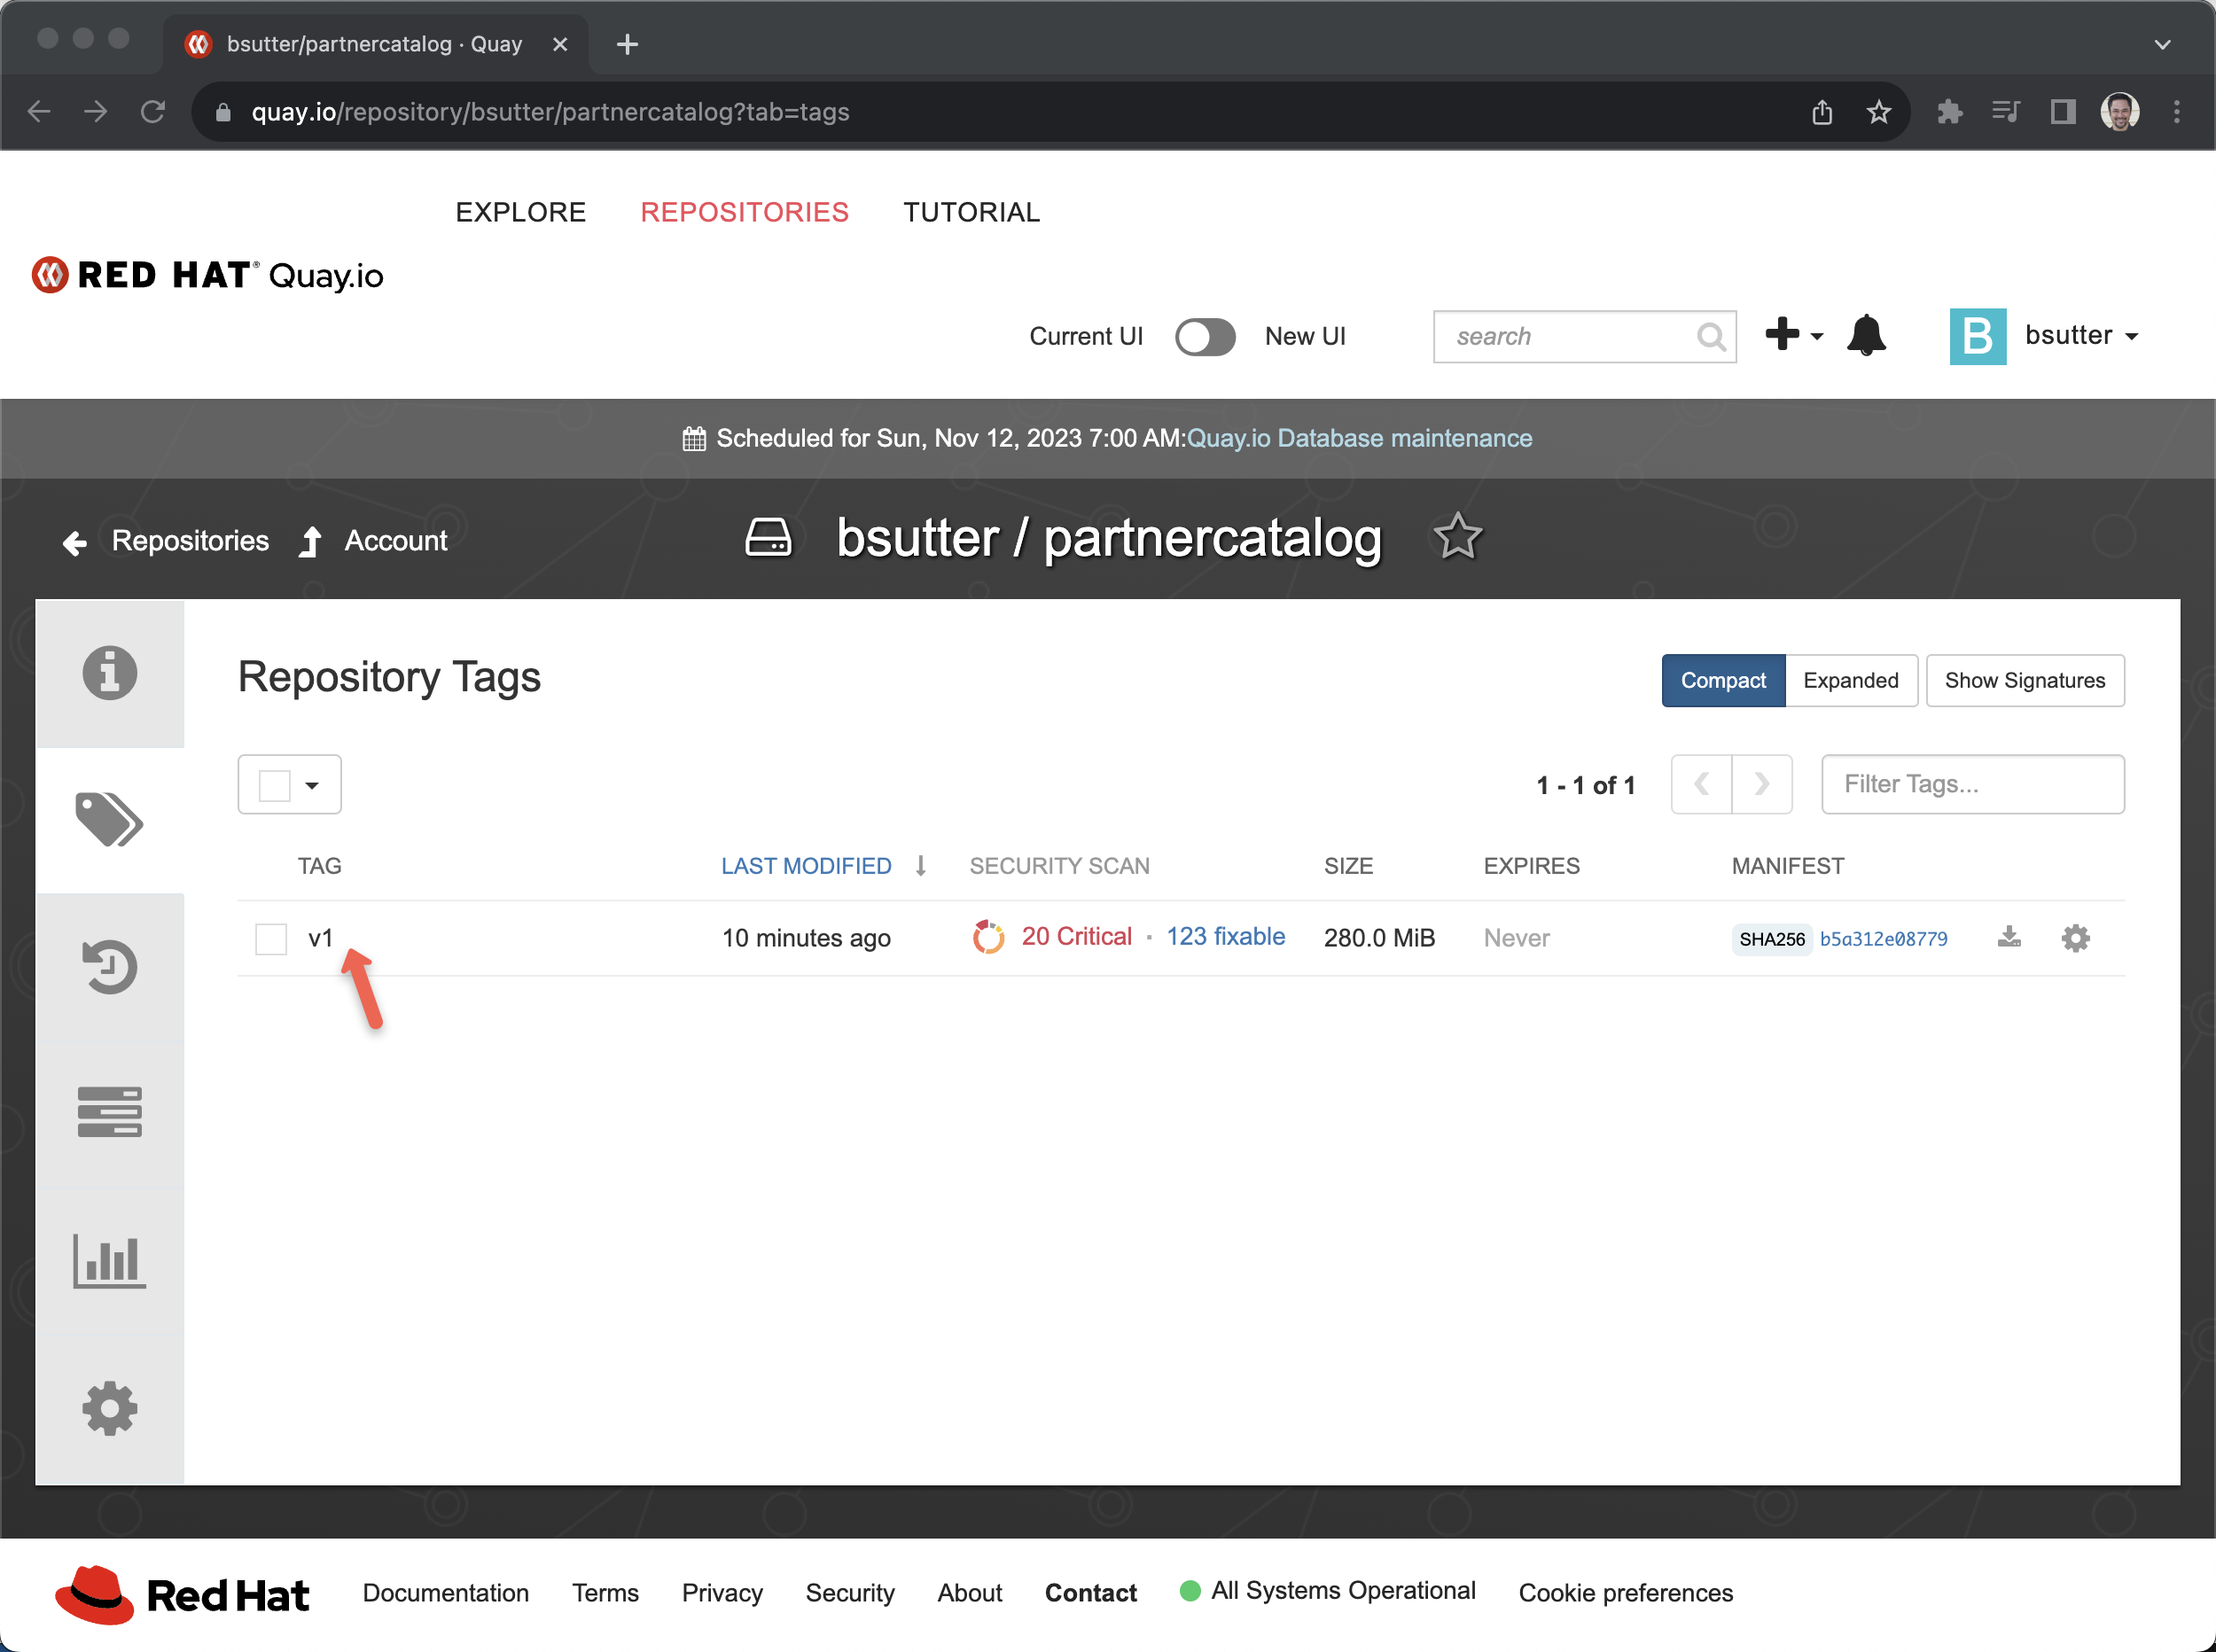 bsutter/partnercatalog · Quay
quay.io/repository/bsutter/partnercatalog?tab=tags
EXPLORE REPOSITORIES TUTORIAL
RED HAT® Quay.io
Current UI New UI search B bsutter
Scheduled for Sun, Nov 12, 2023 7:00 AM:Quay.io Database maintenance
Repositories Account bsutter / partnercatalog
Repository Tags Compact Expanded Show Signatures
1 - 1 of 1 Filter Tags...
TAG LAST MODIFIED SECURITY SCAN SIZE EXPIRES MANIFEST
v1 10 minutes ago 20 Critical · 123 fixable 280.0 MiB Never SHA256 b5a312e08779
Red Hat Documentation Terms Privacy Security About Contact All Systems Operational Cookie preferences